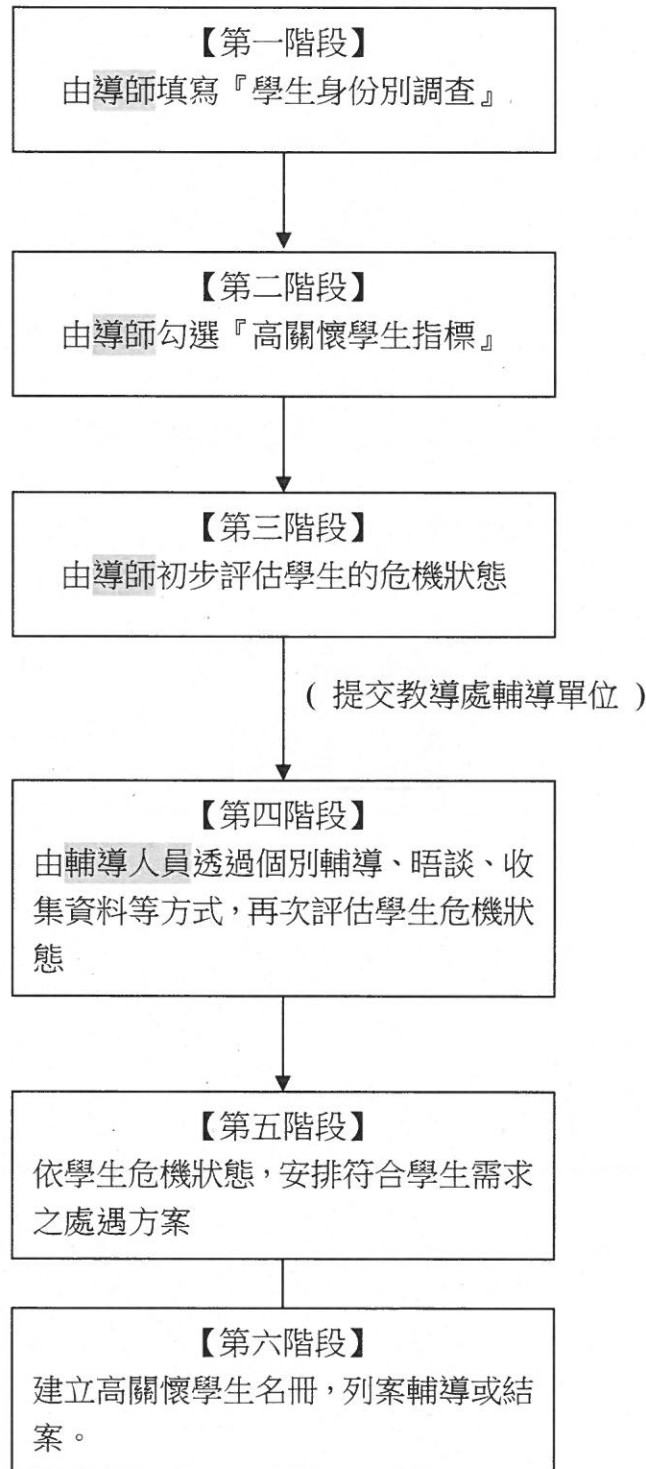 【第一階段】
由導師填寫『學生身份別調查』
【第二階段】
由導師勾選『高關懷學生指標』
【第三階段】
由導師初步評估學生的危機狀態
( 提交教導處輔導單位 )
【第四階段】
由輔導人員透過個別輔導、晤談、收
集資料等方式，再次評估學生危機狀
態
【第五階段】
依學生危機狀態，安排符合學生需求
之處遇方案
【第六階段】
建立高關懷學生名冊，列案輔導或結
案。